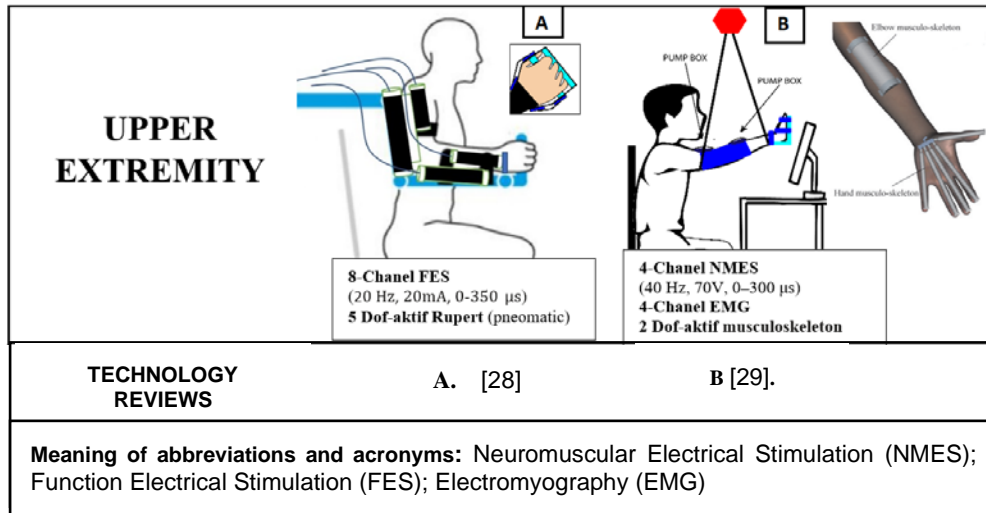 UPPER
EXTREMITY
A
8-Chanel FES
(20 Hz, 20mA, 0-350 µs)
5 Dof-aktif Rupert (pneomatic)
B
PUMP BOX
PUMP BOX
4-Chanel NMES
(40 Hz, 70V, 0–300 µs)
4-Chanel EMG
2 Dof-aktif musculoskeleton
Elbow musculo-skeleton
Hand musculo-skeleton
TECHNOLOGY
REVIEWS
A. [28]
B [29].
Meaning of abbreviations and acronyms: Neuromuscular Electrical Stimulation (NMES);
Function Electrical Stimulation (FES); Electromyography (EMG)